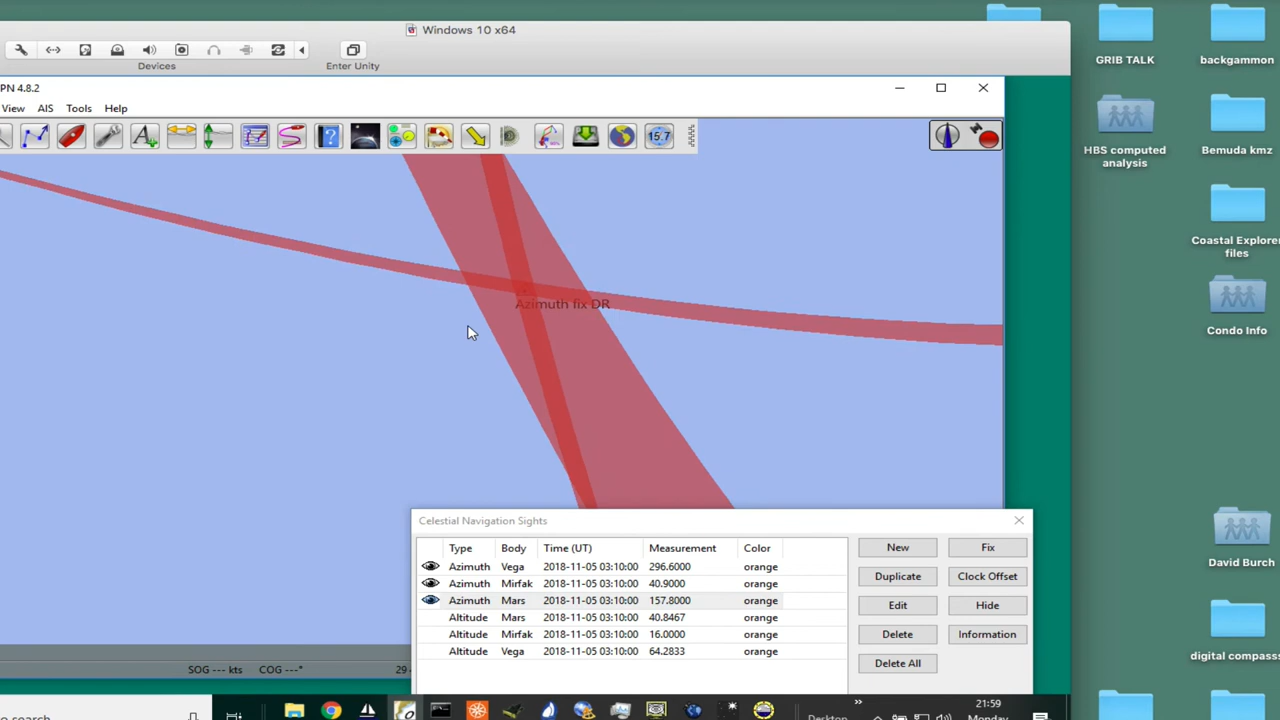 Windows 10 x64
Devices
Enter Unity
PN 4.8.2
View AIS Tools Help
15.7
GRIB TALK
backgammon
HBS computed
analysis
Bemuda kmz
Coastal Explorer
files
Condo Info
David Burch
digital compass
Azimuth fix DR
Celestial Navigation Sights
Type Body Time (UT) Measurement Color
Azimuth Vega 2018-11-05 03:10:00 296.6000 orange
Azimuth Mirfak 2018-11-05 03:10:00 40.9000 orange
Azimuth Mars 2018-11-05 03:10:00 157.8000 orange
Altitude Mars 2018-11-05 03:10:00 40.8467 orange
Altitude Mirfak 2018-11-05 03:10:00 16.0000 orange
Altitude Vega 2018-11-05 03:10:00 64.2833 orange
New Fix
Duplicate Clock Offset
Edit Hide
Delete Information
Delete All
SOG --- kts COG ---° 29
21:59
o search
Desktop
Monday